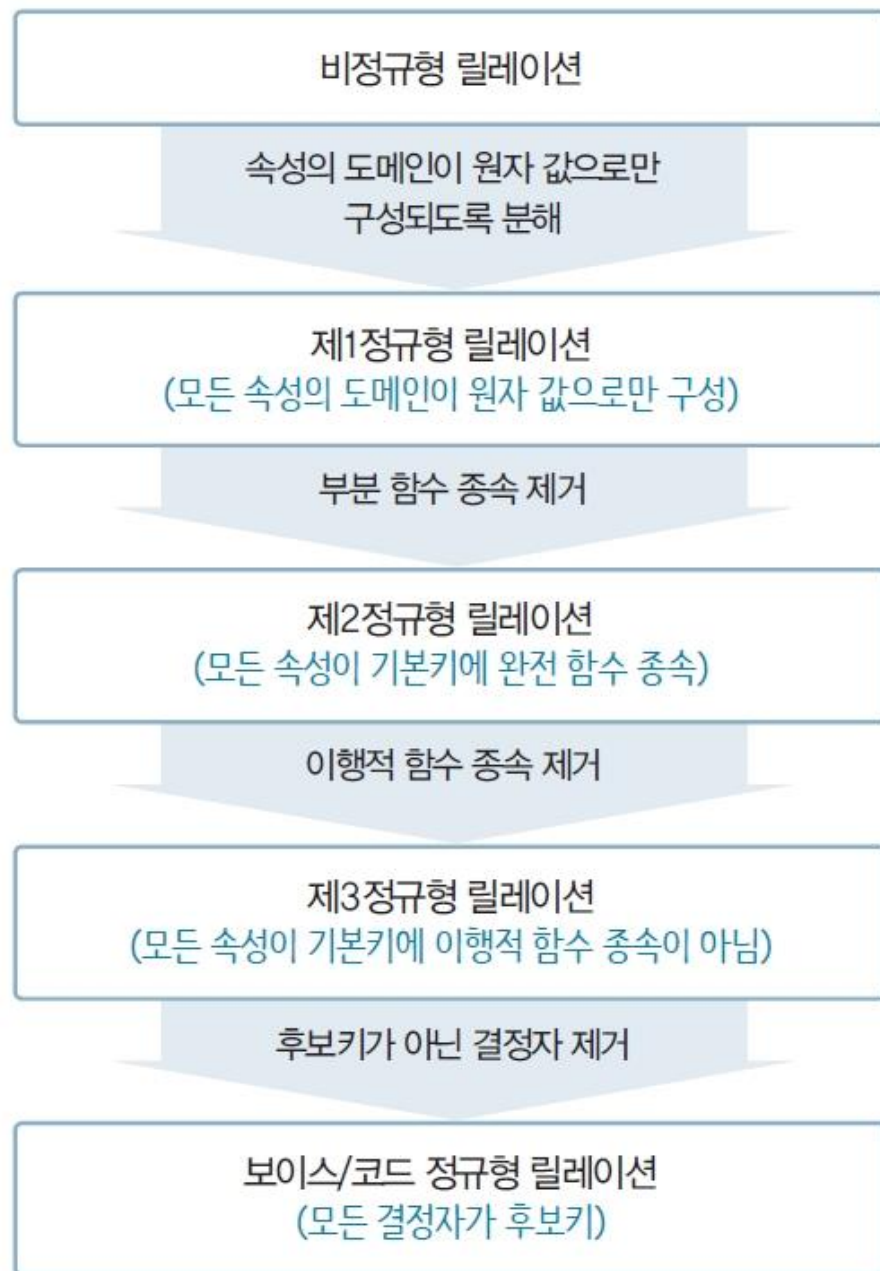 비정규형 릴레이션
속성의 도메인이 원자 값으로만
구성되도록 분해
제1정규형 릴레이션
(모든 속성의 도메인이 원자 값으로만 구성)
부분 함수 종속 제거
제2정규형 릴레이션
(모든 속성이 기본키에 완전 함수 종속)
이행적 함수 종속 제거
제3정규형 릴레이션
(모든 속성이 기본키에 이행적 함수 종속이 아님)
후보키가 아닌 결정자 제거
보이스/코드 정규형 릴레이션
(모든 결정자가 후보키)